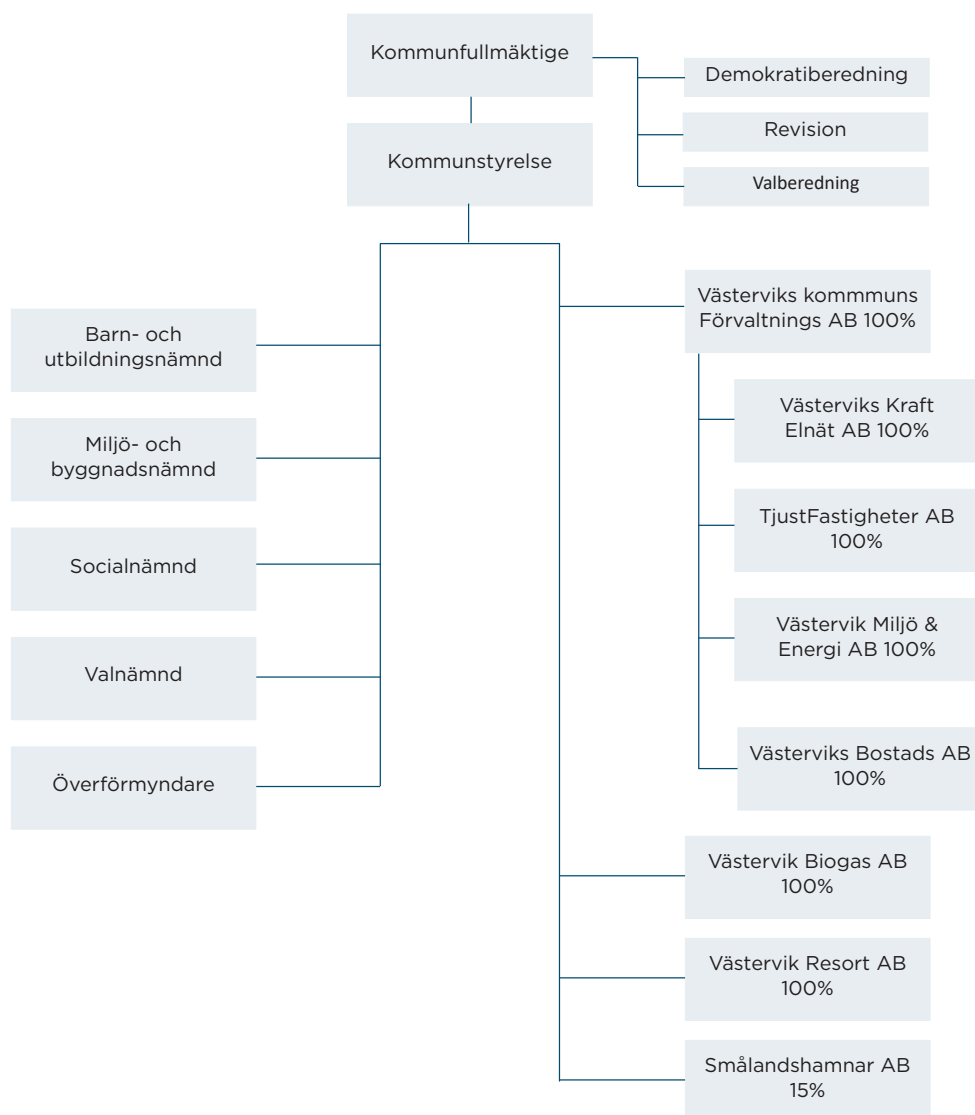 Kommunfullmäktige
Demokratiberedning
Revision
Kommunstyrelse
Valberedning
Barn- och
utbildningsnämnd
Miljö- och
byggnadsnämnd
Socialnämnd
Valnämnd
Överförmyndare
Västerviks kommmuns
Förvaltnings AB 100%
Västerviks Kraft
Elnät AB 100%
TjustFastigheter AB
100%
Västervik Miljö &
Energi AB 100%
Västerviks Bostads AB
100%
Västervik Biogas AB
100%
Västervik Resort AB
100%
Smålandshamnar AB
15%